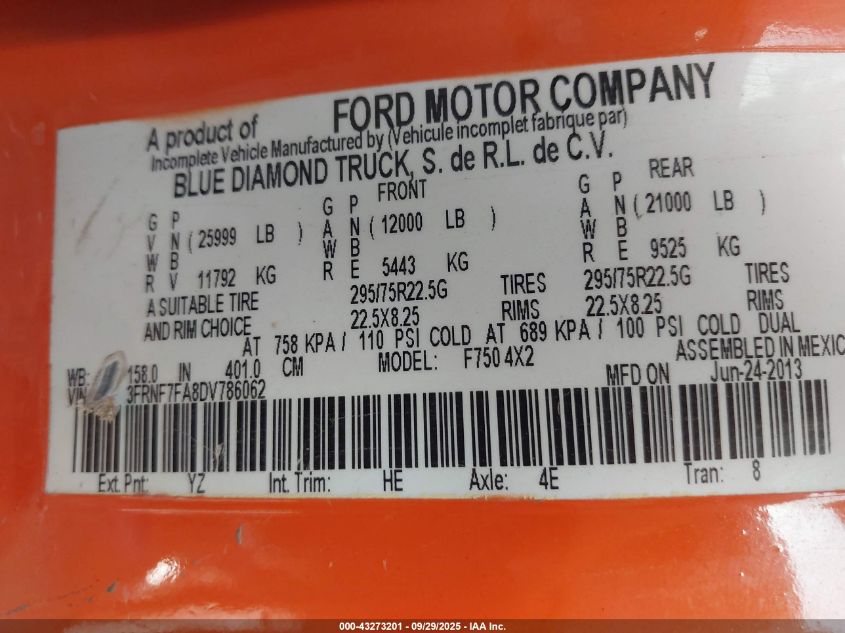 A product of FORD MOTOR COMPANY
Incomplete Vehicle Manufactured by (Vehicule incomplet fabrique par)
BLUE DIAMOND TRUCK, S. de R.L. de C.V.
FRONT REAR
G P G P G P
V N ( 25999 LB ) A N ( 12000 LB ) A N ( 21000 LB )
W B W B W B
R V 11792 KG R E 5443 KG R E 9525 KG
A SUITABLE TIRE 295/75R22.5G TIRES 295/75R22.5G TIRES
AND RIM CHOICE 22.5X8.25 RIMS 22.5X8.25 RIMS
AT 758 KPA / 110 PSI COLD AT 689 KPA / 100 PSI COLD DUAL
WB: 158.0 IN 401.0 CM MODEL: F750 4X2 ASSEMBLED IN MEXICO
VIN 3FRNF7FA8DV786062 MFD ON Jun-24-2013
Ext. Pnt: YZ Int. Trim: HE Axle: 4E Tran: 8
000-43273201 - 09/29/2025 - IAA Inc.